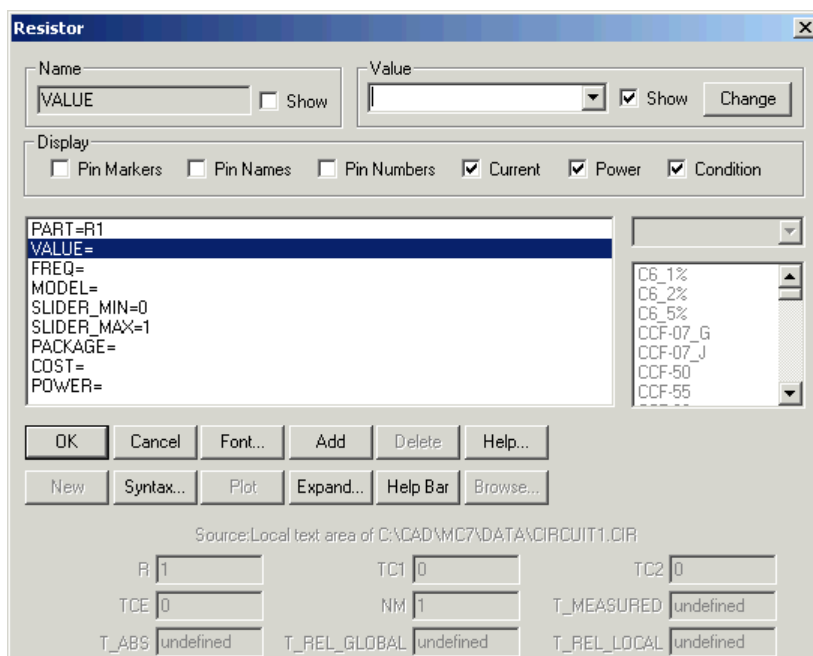 Resistor
Name
VALUE
Show
Value
Show
Change
Display
Pin Markers Pin Names Pin Numbers Current Power Condition
PART=R1
VALUE=
FREQ=
MODEL=
SLIDER_MIN=0
SLIDER_MAX=1
PACKAGE=
COST=
POWER=
C6_1%
C6_2%
C6_5%
CCF-07_G
CCF-07_J
CCF-50
CCF-55
OK Cancel Font... Add Delete Help...
New Syntax... Plot Expand... Help Bar Browse...
Source:Local text area of C:\CAD\MC7\DATA\CIRCUIT1.CIR
R 1 TC1 0 TC2 0
TCE 0 NM 1 T_MEASURED undefined
T_ABS undefined T_REL_GLOBAL undefined T_REL_LOCAL undefined